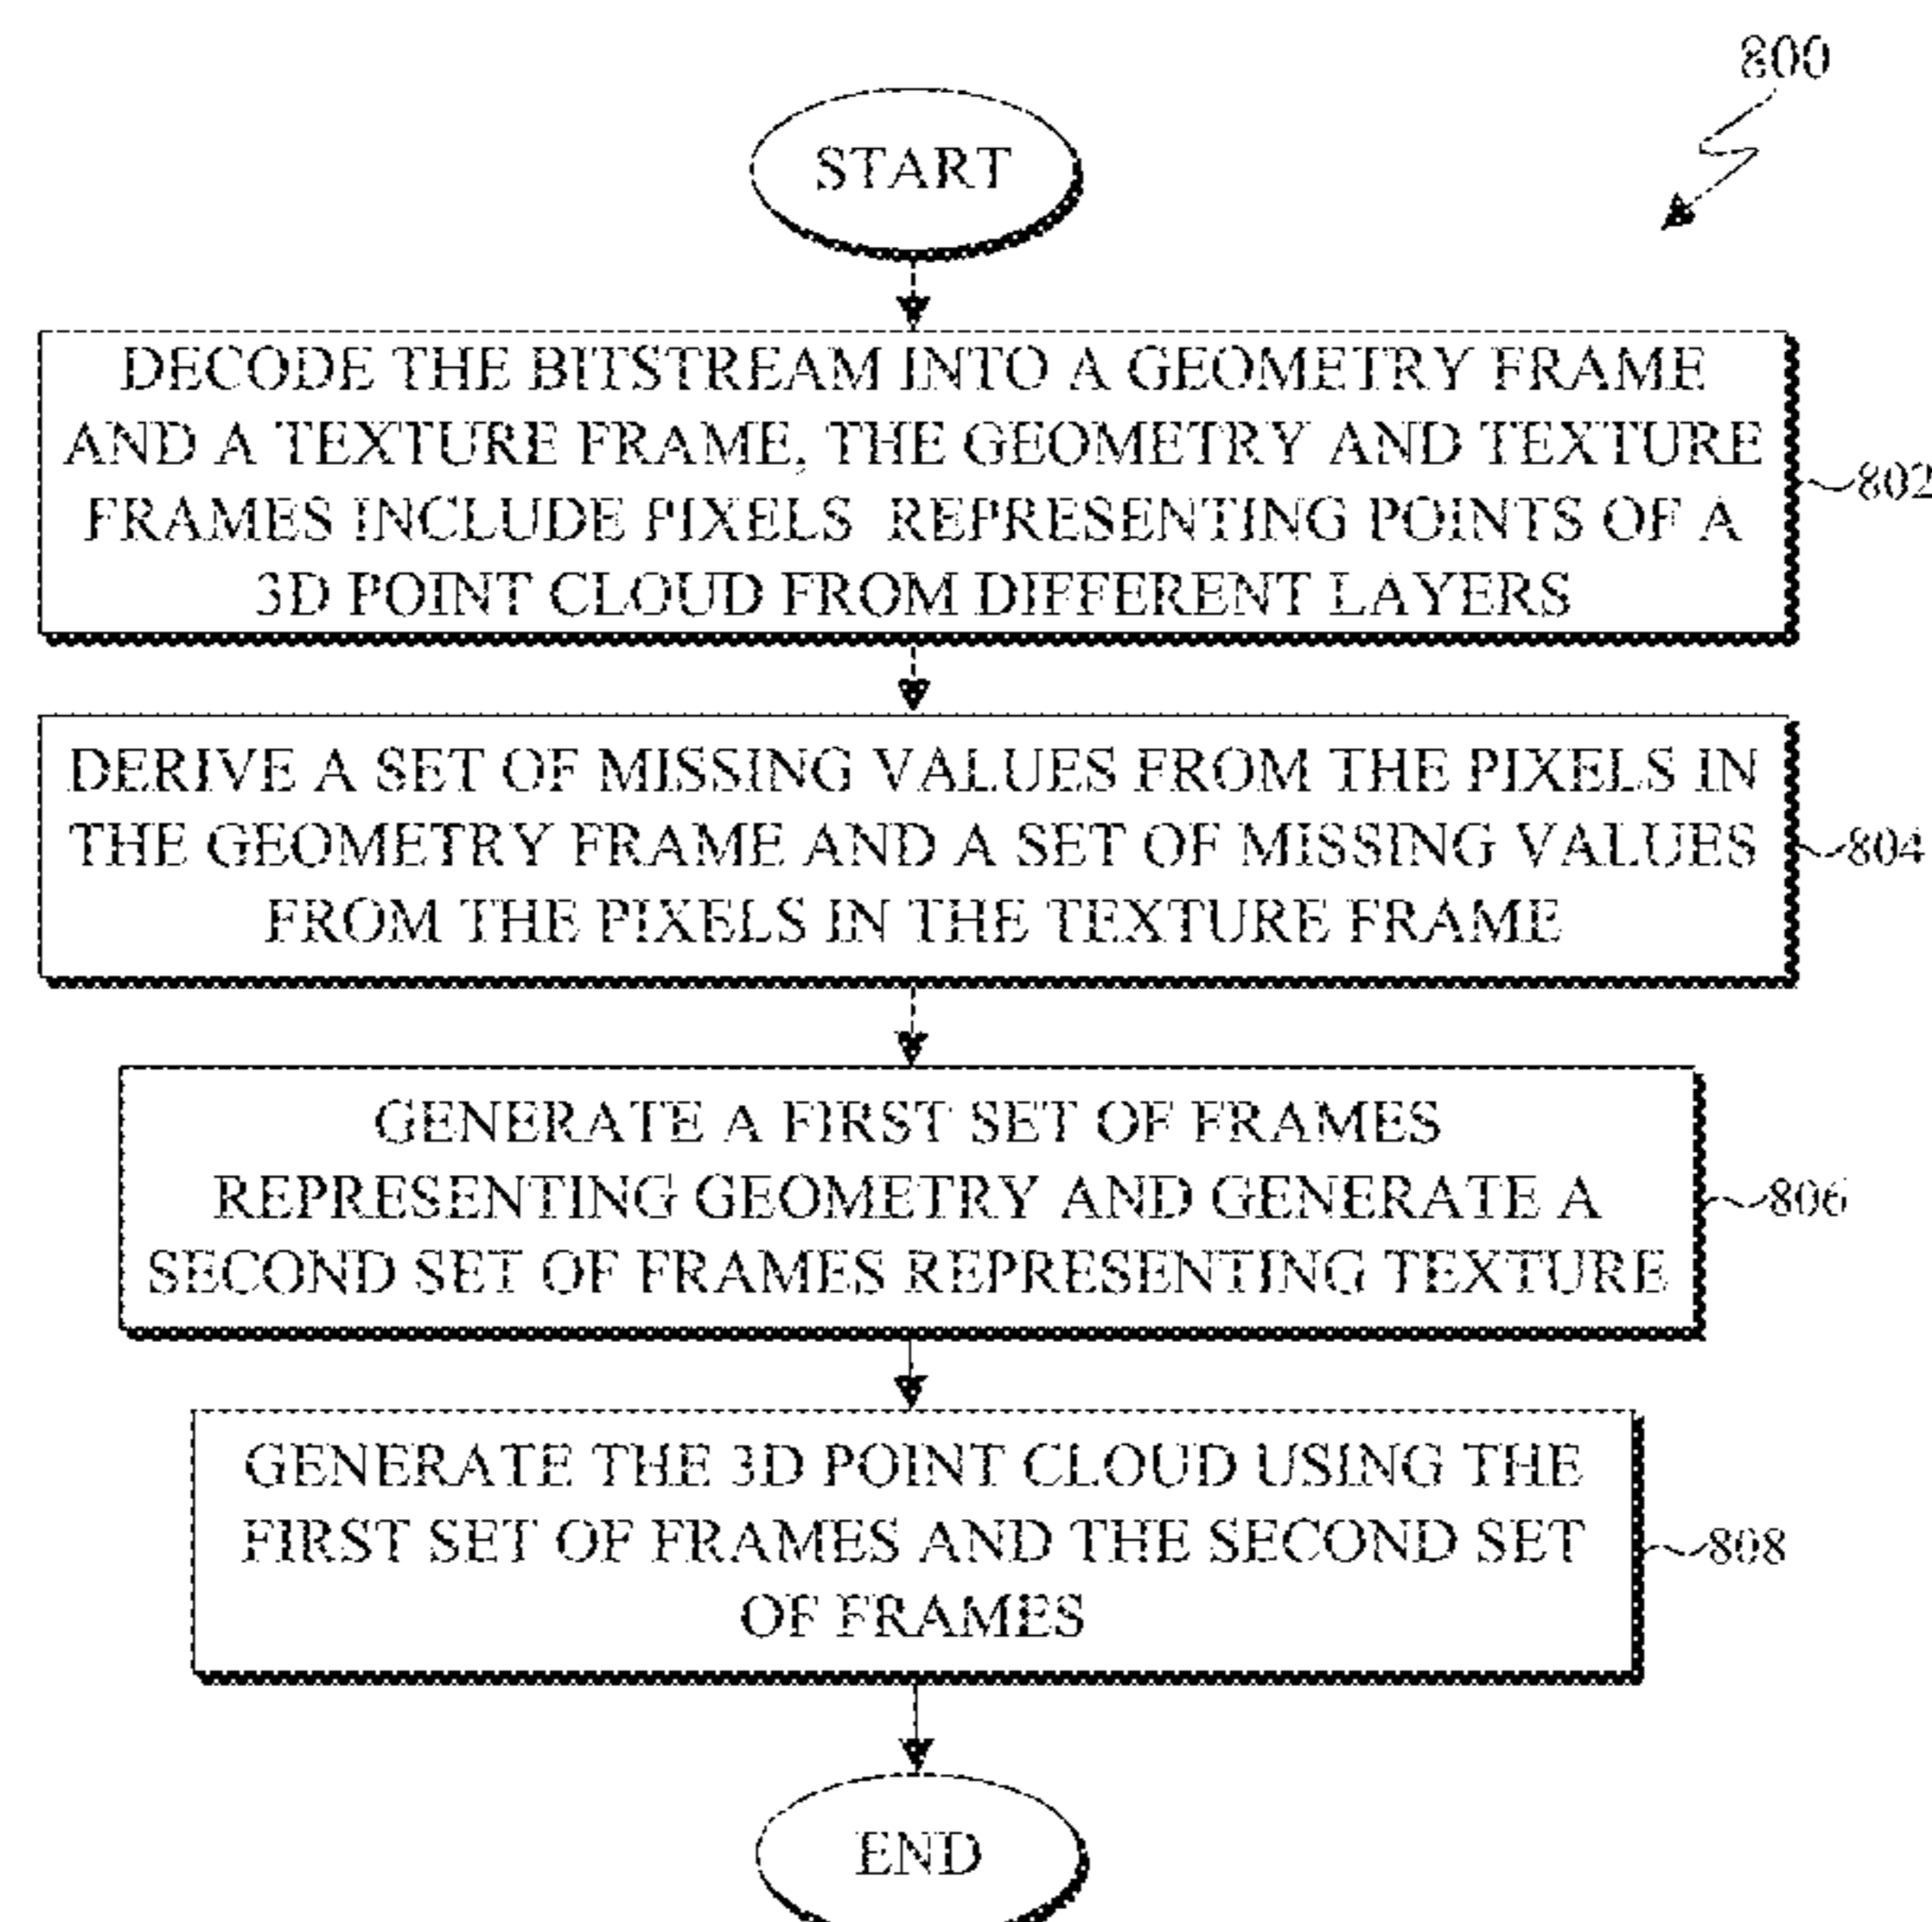 800
START
DECODE THE BITSTREAM INTO A GEOMETRY FRAME
AND A TEXTURE FRAME, THE GEOMETRY AND TEXTURE
FRAMES INCLUDE PIXELS REPRESENTING POINTS OF A
3D POINT CLOUD FROM DIFFERENT LAYERS
802
DERIVE A SET OF MISSING VALUES FROM THE PIXELS IN
THE GEOMETRY FRAME AND A SET OF MISSING VALUES
FROM THE PIXELS IN THE TEXTURE FRAME
804
GENERATE A FIRST SET OF FRAMES
REPRESENTING GEOMETRY AND GENERATE A
SECOND SET OF FRAMES REPRESENTING TEXTURE
806
GENERATE THE 3D POINT CLOUD USING THE
FIRST SET OF FRAMES AND THE SECOND SET
OF FRAMES
808
END